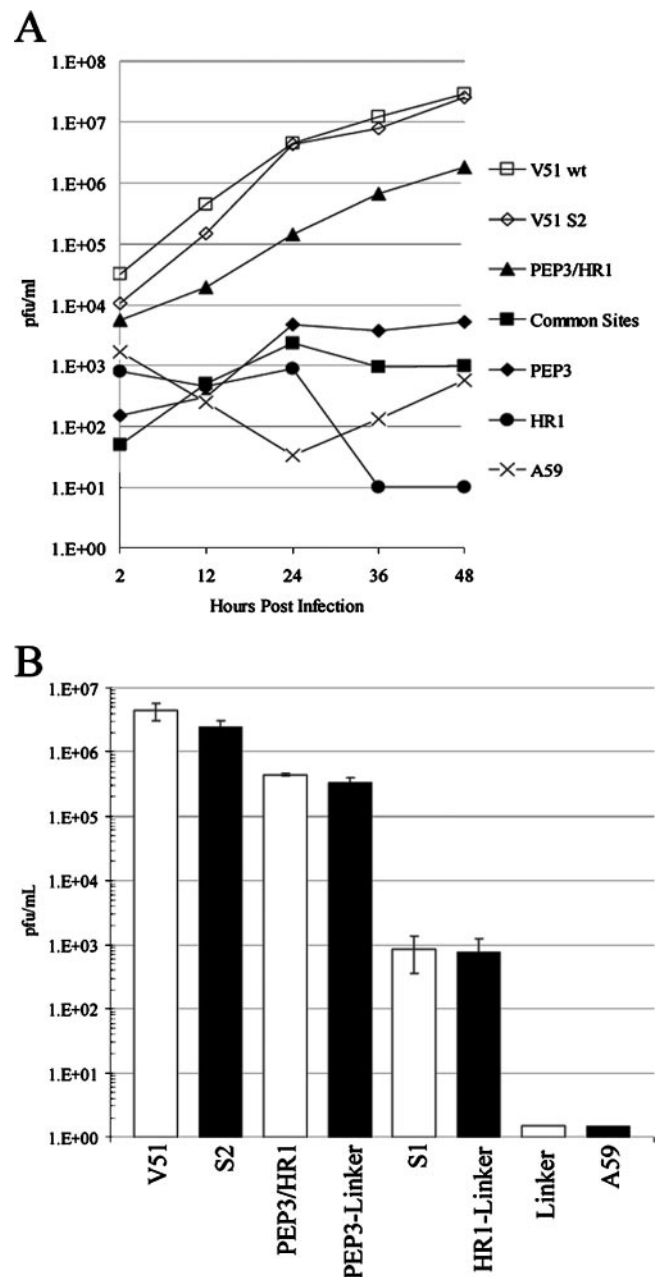 A
1.E+08
1.E+07
1.E+06
1.E+05
1.E+04
1.E+03
1.E+02
1.E+01
1.E+00
pfu/ml
2 12 24 36 48
Hours Post Infection
V51 wt
V51 S2
PEP3/HR1
Common Sites
PEP3
HR1
A59
B
1.E+07
1.E+06
1.E+05
1.E+04
1.E+03
1.E+02
1.E+01
1.E+00
pfu/mL
V51
S2
PEP3/HR1
PEP3-Linker
S1
HR1-Linker
Linker
A59